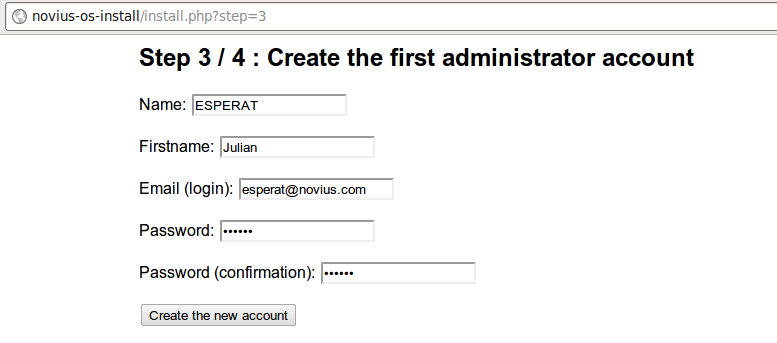 novius-os-install/install.php?step=3
Step 3 / 4 : Create the first administrator account
Name: ESPERAT
Firstname: Julian
Email (login): esperat@novius.com
Password: ••••••
Password (confirmation): ••••••
Create the new account